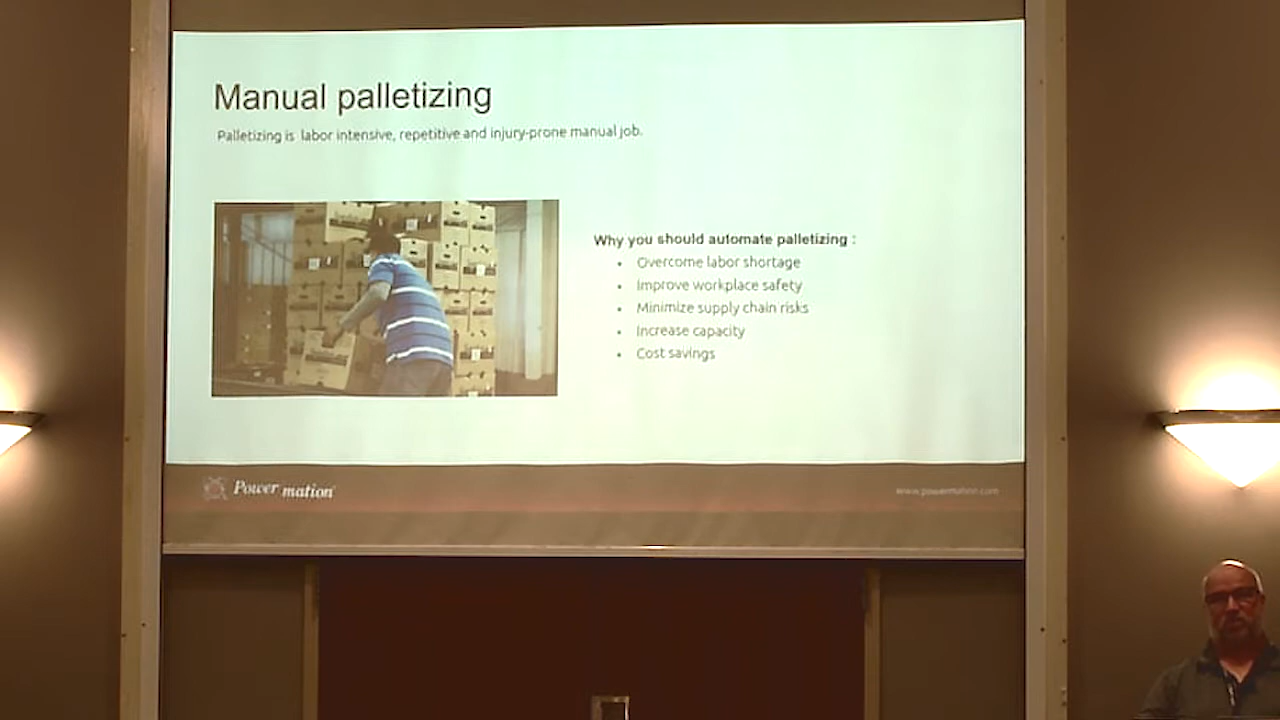 Manual palletizing
Palletizing is labor intensive, repetitive and injury-prone manual job.
Why you should automate palletizing :
• Overcome labor shortage
• Improve workplace safety
• Minimize supply chain risks
• Increase capacity
• Cost savings
Power/mation
www.powermation.com